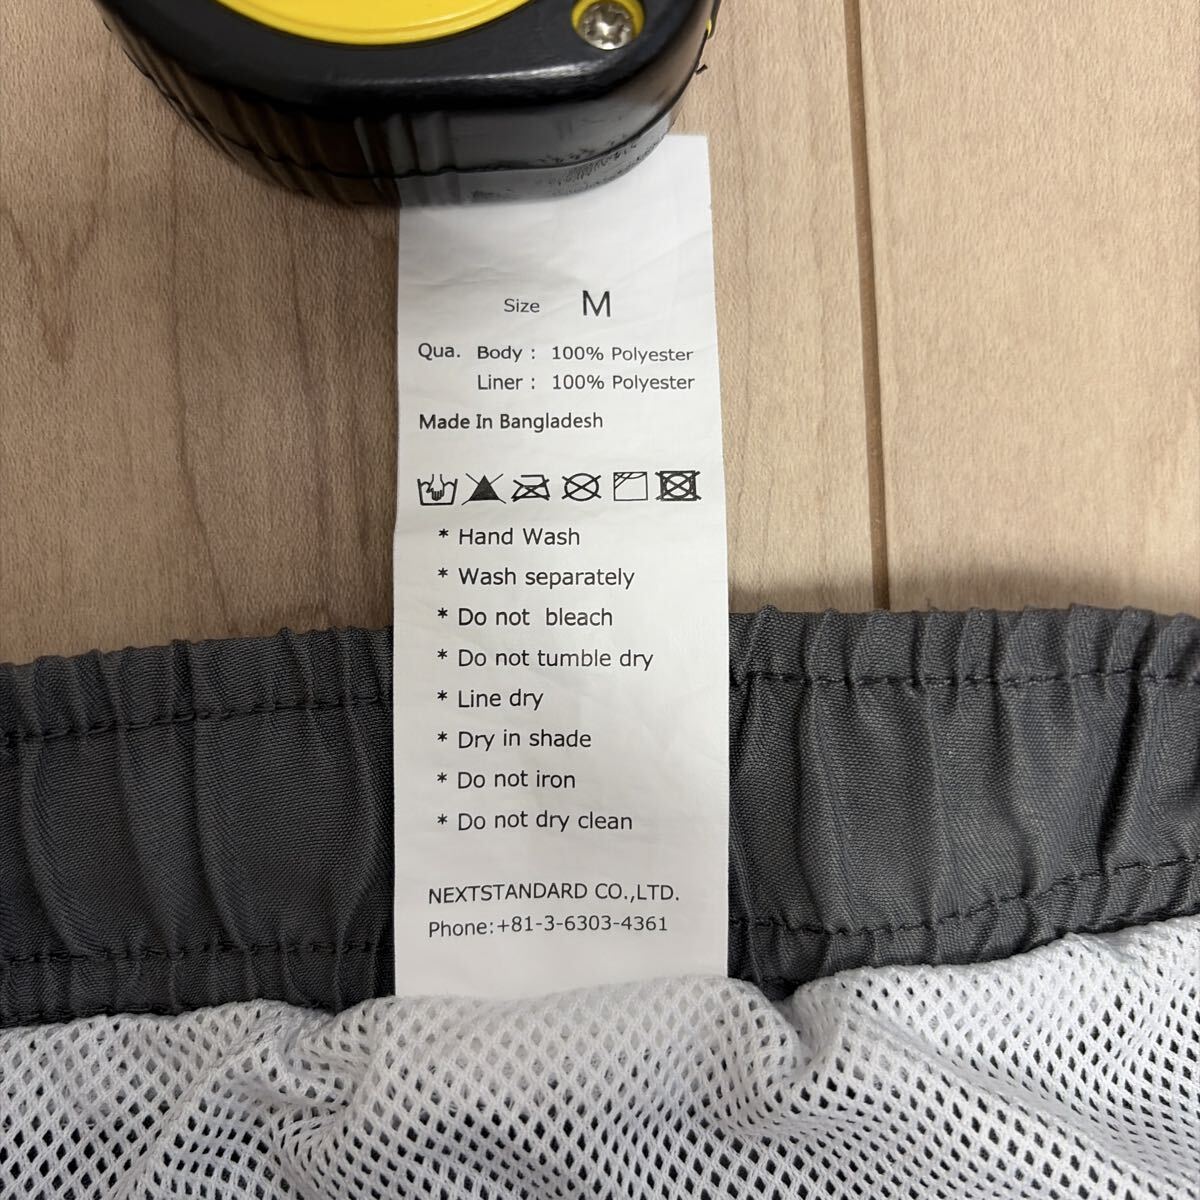 Size M
Qua. Body : 100% Polyester
Liner : 100% Polyester
Made In Bangladesh
* Hand Wash
* Wash separately
* Do not bleach
* Do not tumble dry
* Line dry
* Dry in shade
* Do not iron
* Do not dry clean
NEXTSTANDARD CO.,LTD.
Phone:+81-3-6303-4361